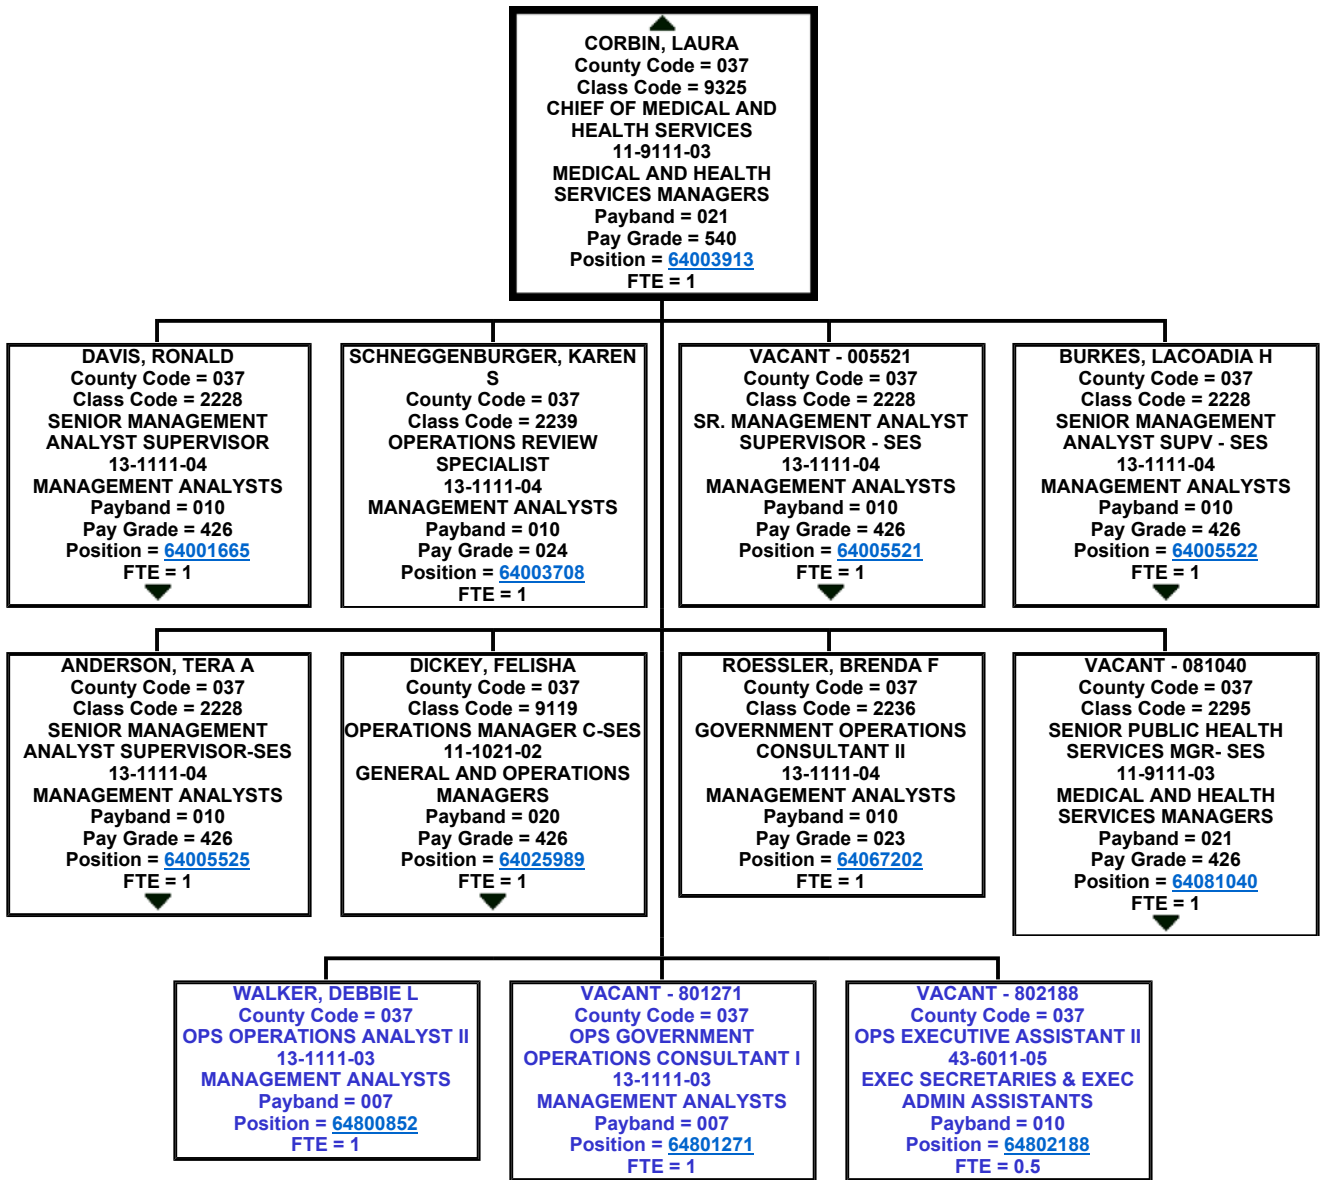 CORBIN, LAURA
County Code = 037
Class Code = 9325
CHIEF OF MEDICAL AND
HEALTH SERVICES
11-9111-03
MEDICAL AND HEALTH
SERVICES MANAGERS
Payband = 021
Pay Grade = 540
Position = 64003913
FTE = 1
DAVIS, RONALD
County Code = 037
Class Code = 2228
SENIOR MANAGEMENT
ANALYST SUPERVISOR
13-1111-04
MANAGEMENT ANALYSTS
Payband = 010
Pay Grade = 426
Position = 64001665
FTE = 1
SCHNEGGENBURGER, KAREN
S
County Code = 037
Class Code = 2239
OPERATIONS REVIEW
SPECIALIST
13-1111-04
MANAGEMENT ANALYSTS
Payband = 010
Pay Grade = 024
Position = 64003708
FTE = 1
VACANT - 005521
County Code = 037
Class Code = 2228
SR. MANAGEMENT ANALYST
SUPERVISOR - SES
13-1111-04
MANAGEMENT ANALYSTS
Payband = 010
Pay Grade = 426
Position = 64005521
FTE = 1
BURKES, LACOADIA H
County Code = 037
Class Code = 2228
SENIOR MANAGEMENT
ANALYST SUPV - SES
13-1111-04
MANAGEMENT ANALYSTS
Payband = 010
Pay Grade = 426
Position = 64005522
FTE = 1
ANDERSON, TERA A
County Code = 037
Class Code = 2228
SENIOR MANAGEMENT
ANALYST SUPERVISOR-SES
13-1111-04
MANAGEMENT ANALYSTS
Payband = 010
Pay Grade = 426
Position = 64005525
FTE = 1
DICKEY, FELISHA
County Code = 037
Class Code = 9119
OPERATIONS MANAGER C-SES
11-1021-02
GENERAL AND OPERATIONS
MANAGERS
Payband = 020
Pay Grade = 426
Position = 64025989
FTE = 1
ROESSLER, BRENDA F
County Code = 037
Class Code = 2236
GOVERNMENT OPERATIONS
CONSULTANT II
13-1111-04
MANAGEMENT ANALYSTS
Payband = 010
Pay Grade = 023
Position = 64067202
FTE = 1
VACANT - 081040
County Code = 037
Class Code = 2295
SENIOR PUBLIC HEALTH
SERVICES MGR- SES
11-9111-03
MEDICAL AND HEALTH
SERVICES MANAGERS
Payband = 021
Pay Grade = 426
Position = 64081040
FTE = 1
WALKER, DEBBIE L
County Code = 037
OPS OPERATIONS ANALYST II
13-1111-03
MANAGEMENT ANALYSTS
Payband = 007
Position = 64800852
FTE = 1
VACANT - 801271
County Code = 037
OPS GOVERNMENT
OPERATIONS CONSULTANT I
13-1111-03
MANAGEMENT ANALYSTS
Payband = 007
Position = 64801271
FTE = 1
VACANT - 802188
County Code = 037
OPS EXECUTIVE ASSISTANT II
43-6011-05
EXEC SECRETARIES & EXEC
ADMIN ASSISTANTS
Payband = 010
Position = 64802188
FTE = 0.5